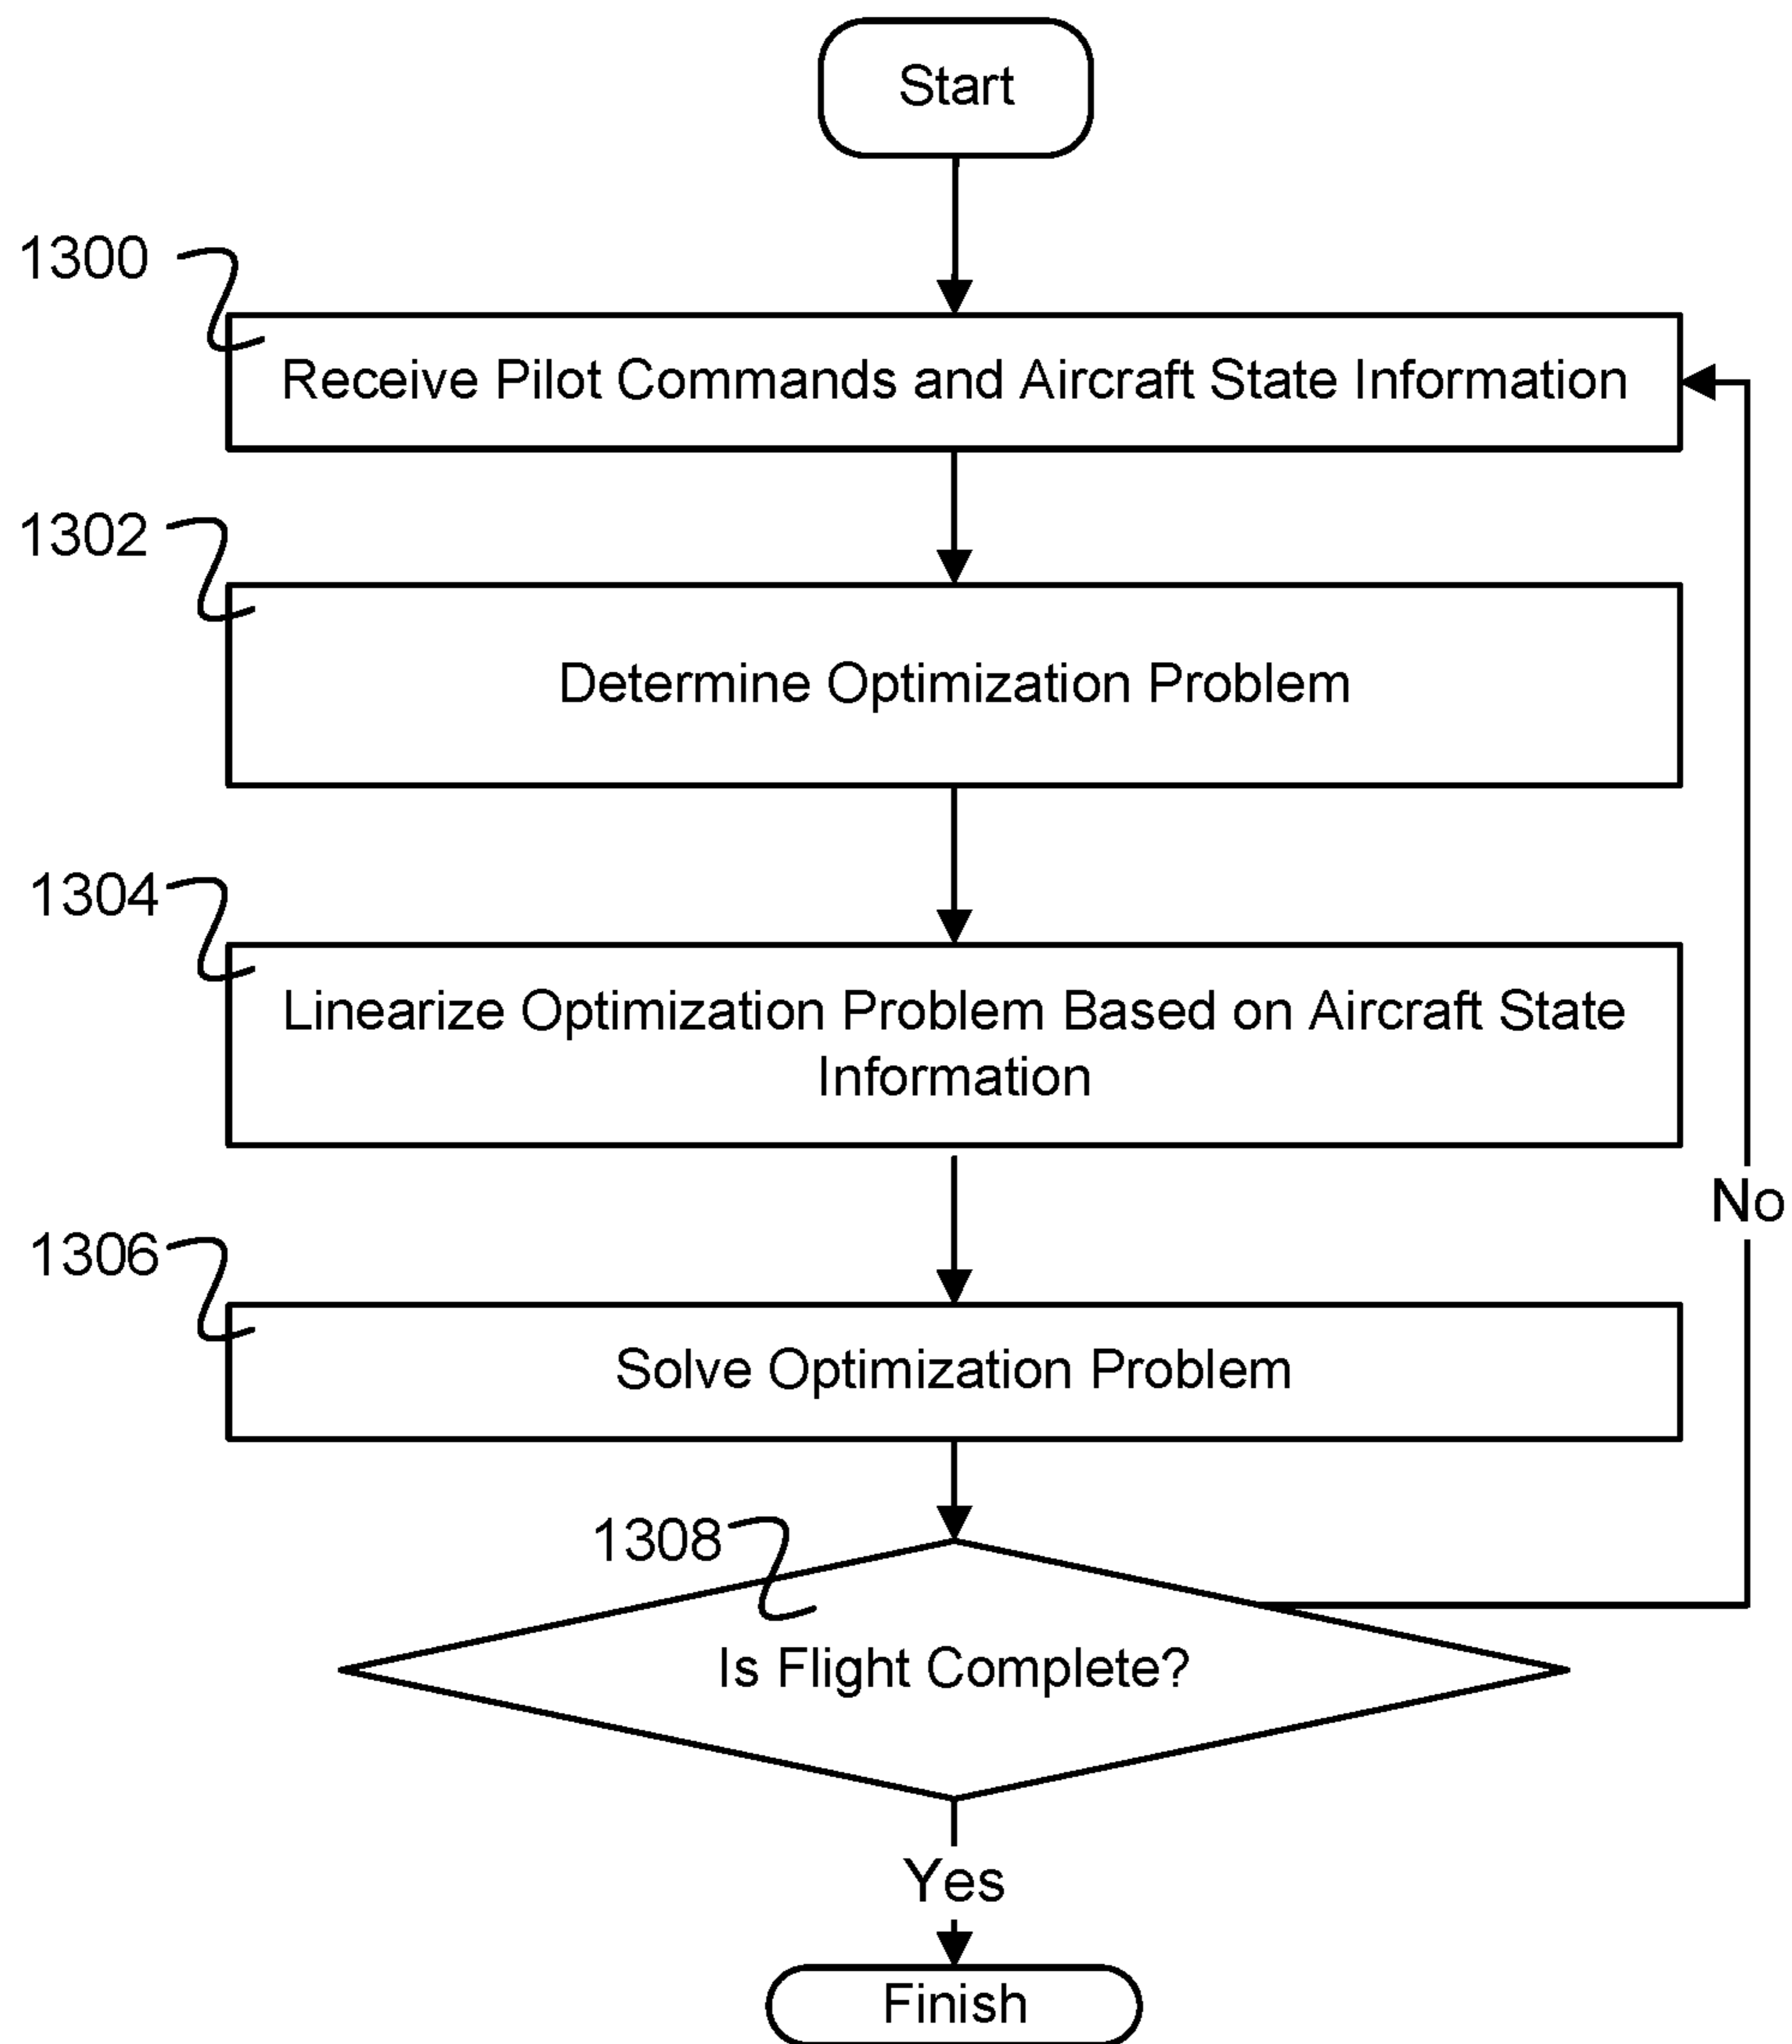 Start
1300
Receive Pilot Commands and Aircraft State Information
1302
Determine Optimization Problem
1304
Linearize Optimization Problem Based on Aircraft State
Information
No
1306
Solve Optimization Problem
1308
Is Flight Complete?
Yes
Finish